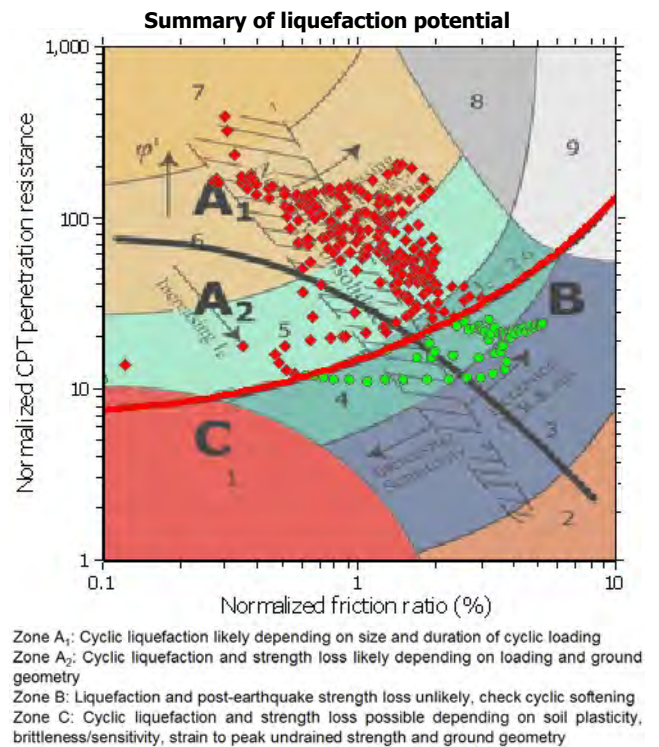 Summary of liquefaction potential
1,000
7
8
9
φ'
A1
100
6
A2
B
Increasing It
5
4
10
C
1
3
2
1
0.1
1
10
Normalized CPT penetration resistance
Normalized friction ratio (%)
Zone A1: Cyclic liquefaction likely depending on size and duration of cyclic loading
Zone A2: Cyclic liquefaction and strength loss likely depending on loading and ground
geometry
Zone B: Liquefaction and post-earthquake strength loss unlikely, check cyclic softening
Zone C: Cyclic liquefaction and strength loss possible depending on soil plasticity,
brittleness/sensitivity, strain to peak undrained strength and ground geometry